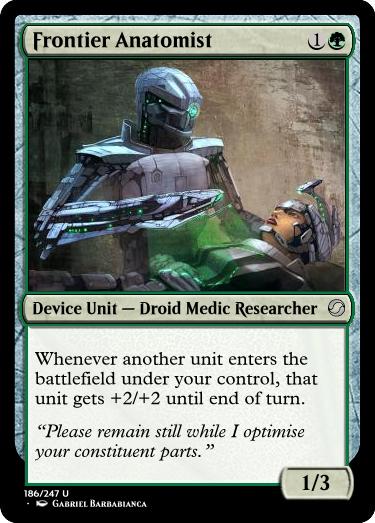 Frontier Anatomist 1
Device Unit — Droid Medic Researcher
Whenever another unit enters the
battlefield under your control, that
unit gets +2/+2 until end of turn.
“Please remain still while I optimise
your constituent parts.”
1/3
186/247 U
· Gabriel Barbabianca